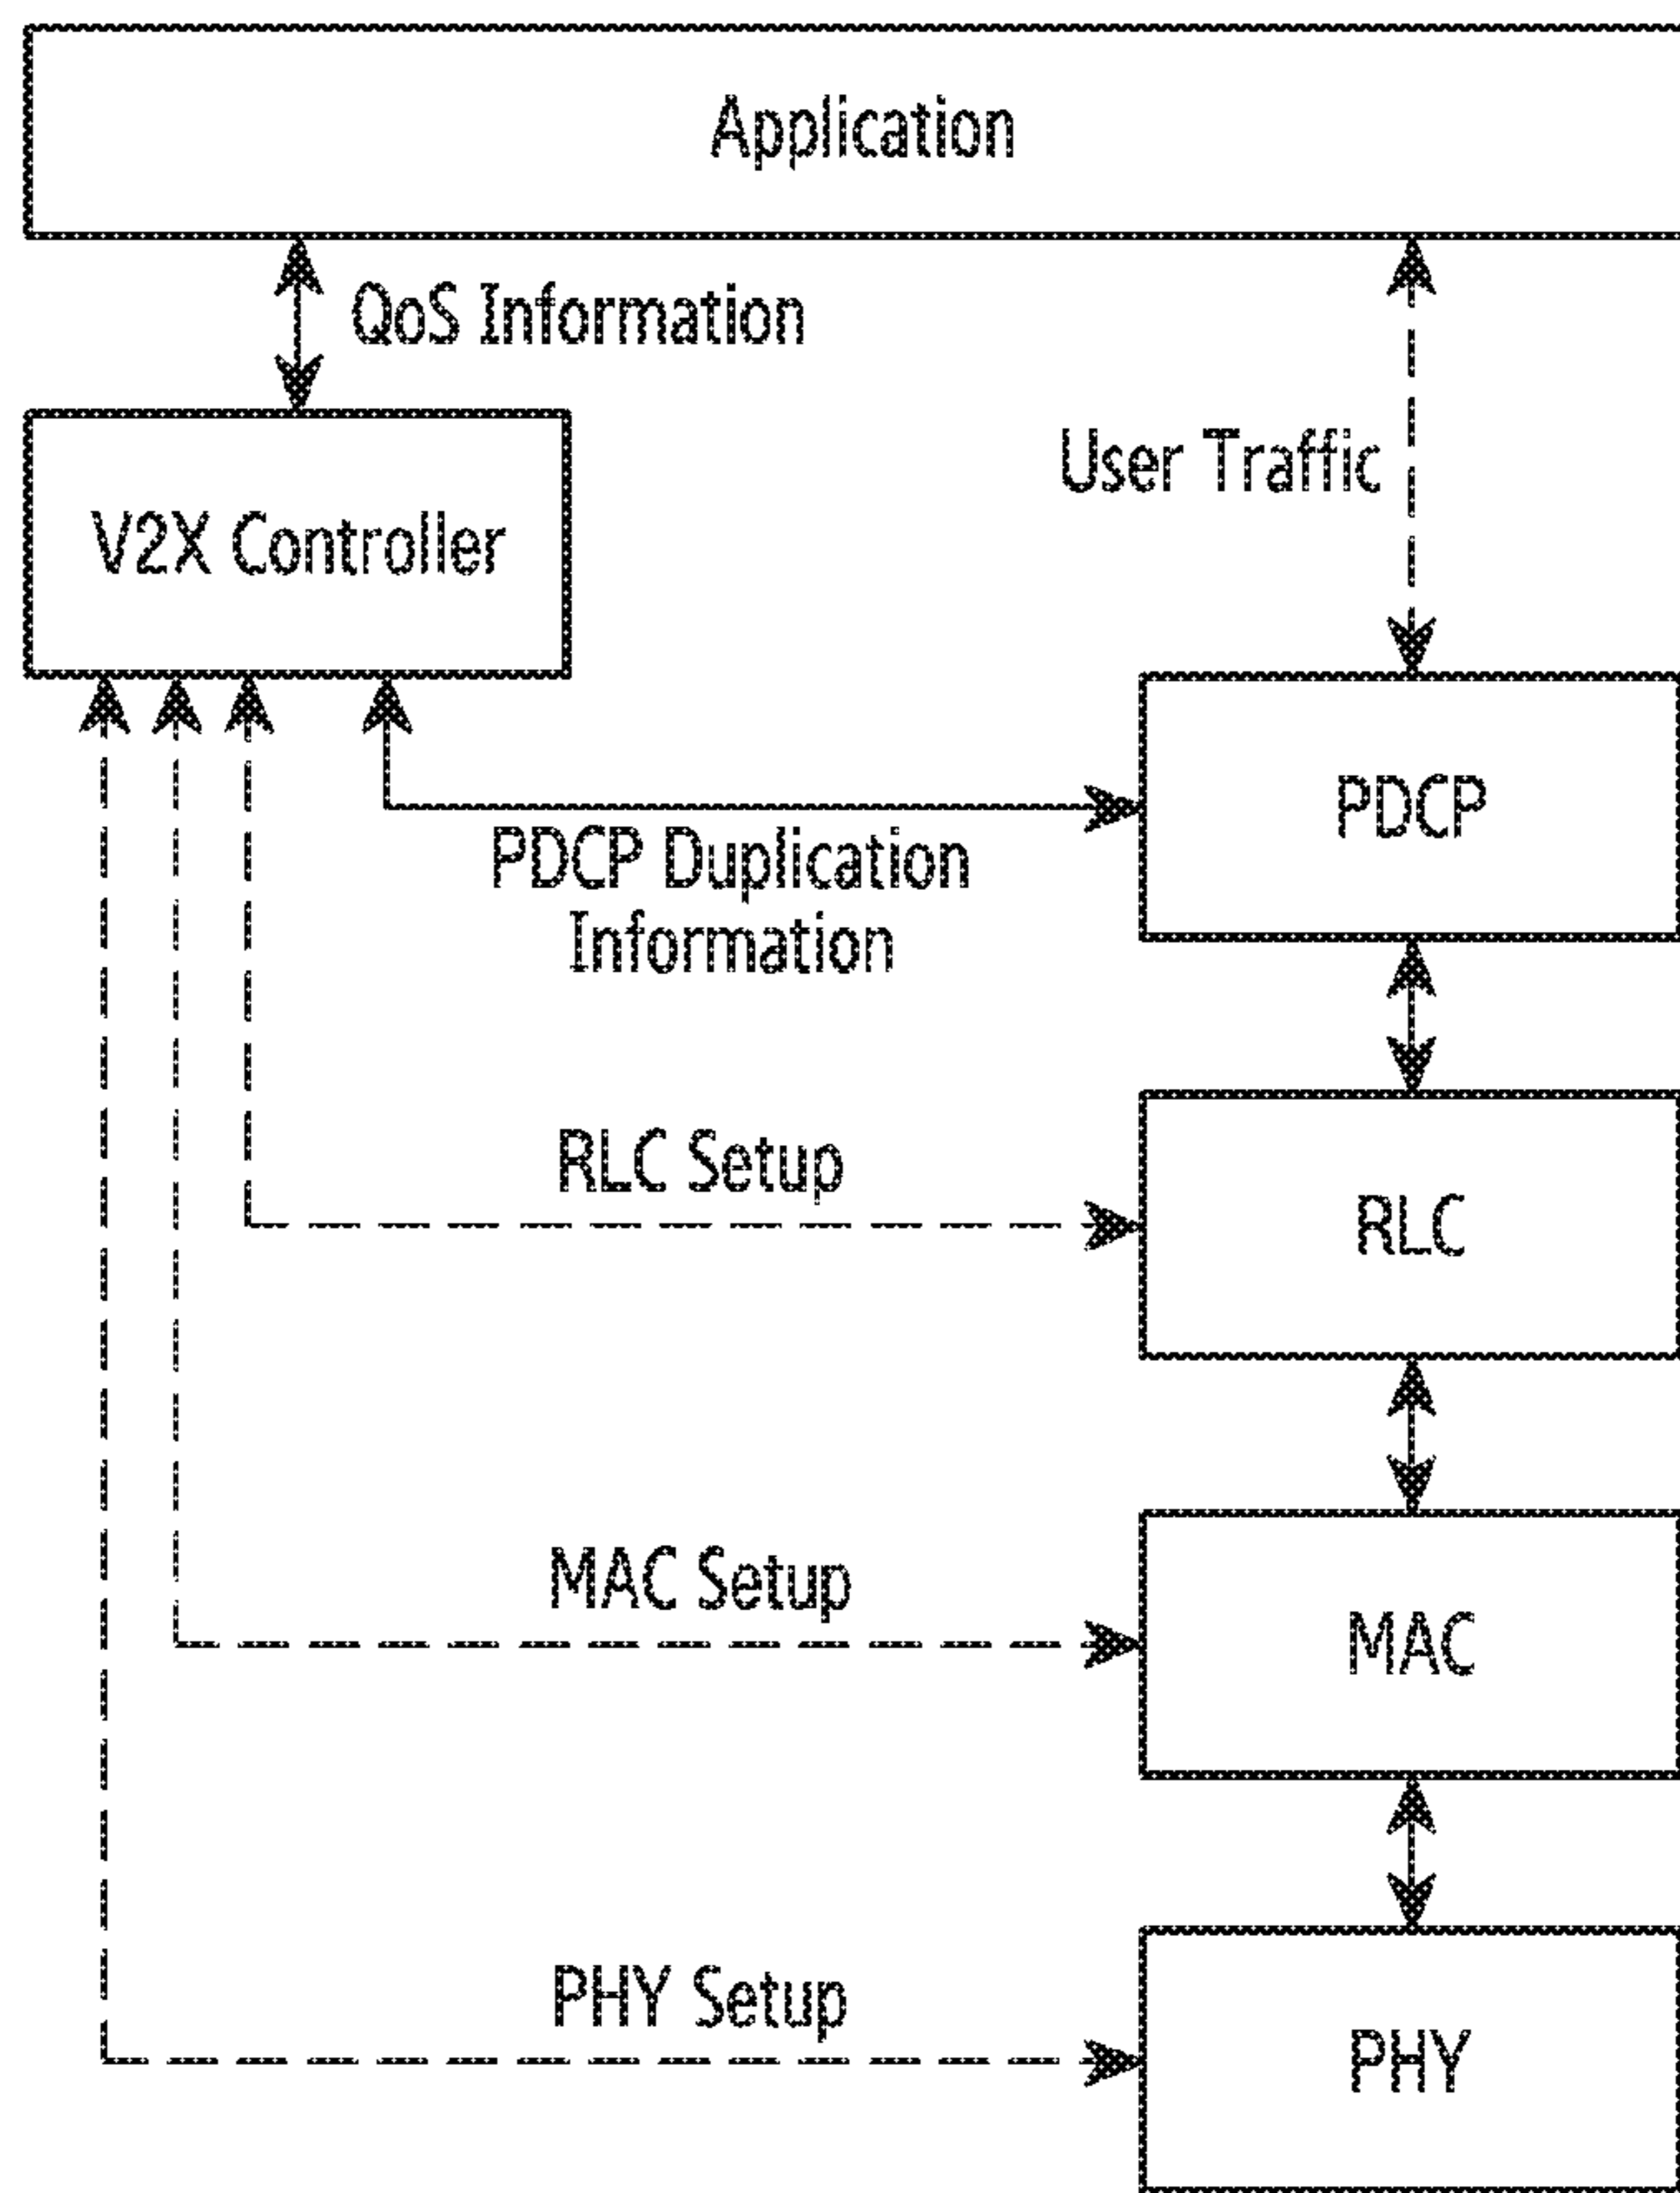 Application
QoS Information
User Traffic
V2X Controller
PDCP
PDCP Duplication
Information
RLC Setup
RLC
MAC Setup
MAC
PHY Setup
PHY